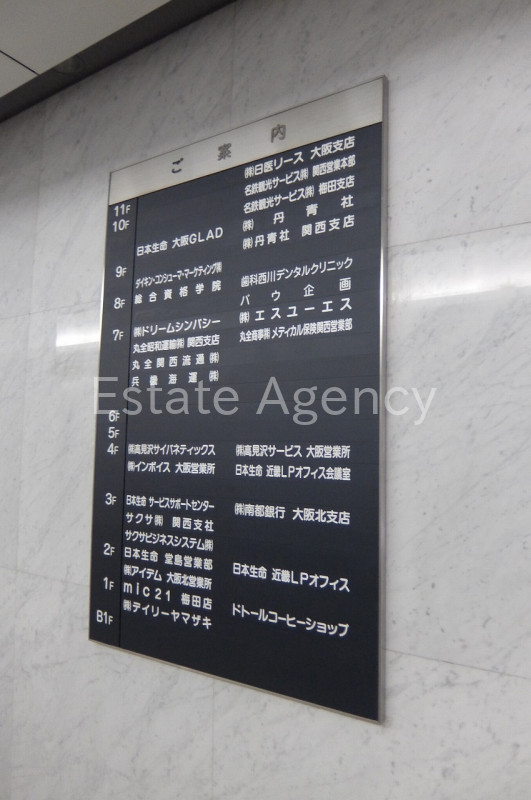 ご案内
11F
㈱日医リース 大阪支店
名鉄観光サービス㈱ 関西営業本部
10F
名鉄観光サービス㈱ 梅田支店
㈱丹青社
日本生命 大阪GLAD
㈱丹青社 関西支店
9F
ダイキン・コンシューマ・マーケティング㈱
歯科西川デンタルクリニック
総合資格学院
バウ企画
8F
㈱エスユーエス
7F
㈱ドリームシンパシー
丸全商事㈱ メディカル保険関西営業部
丸全昭和運輸㈱ 関西支店
丸全関西流通㈱
兵機海運㈱
6F
5F
4F
㈱高見沢サイバネティックス
㈱高見沢サービス 大阪営業所
㈱インボイス 大阪営業所
日本生命 近畿LPオフィス会議室
3F
日本生命 サービスサポートセンター
㈱南都銀行 大阪北支店
サクサ㈱ 関西支社
サクサビジネスシステム㈱
2F
日本生命 堂島営業部
日本生命 近畿LPオフィス
㈱アイデム 大阪北営業所
1F
mic21 梅田店
ドトールコーヒーショップ
B1F
㈱デイリーヤマザキ
Estate Agency